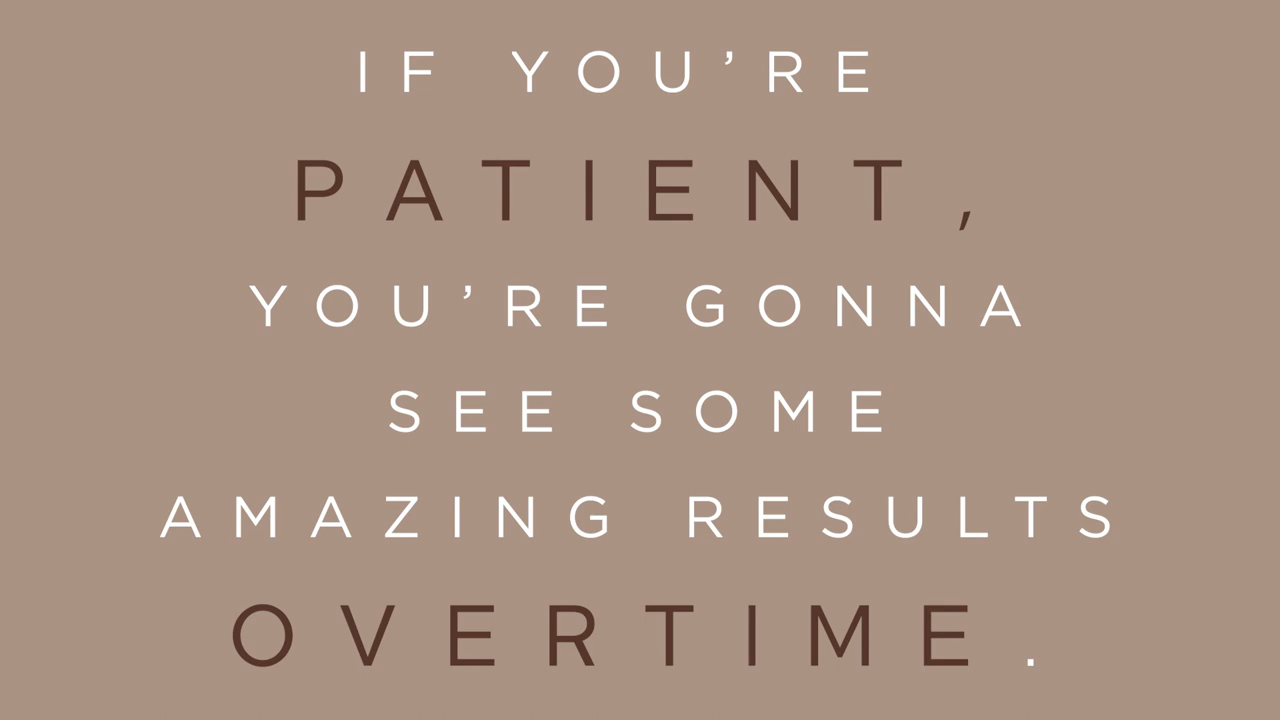 IF YOU’RE
PATIENT,
YOU’RE GONNA
SEE SOME
AMAZING RESULTS
OVERTIME.